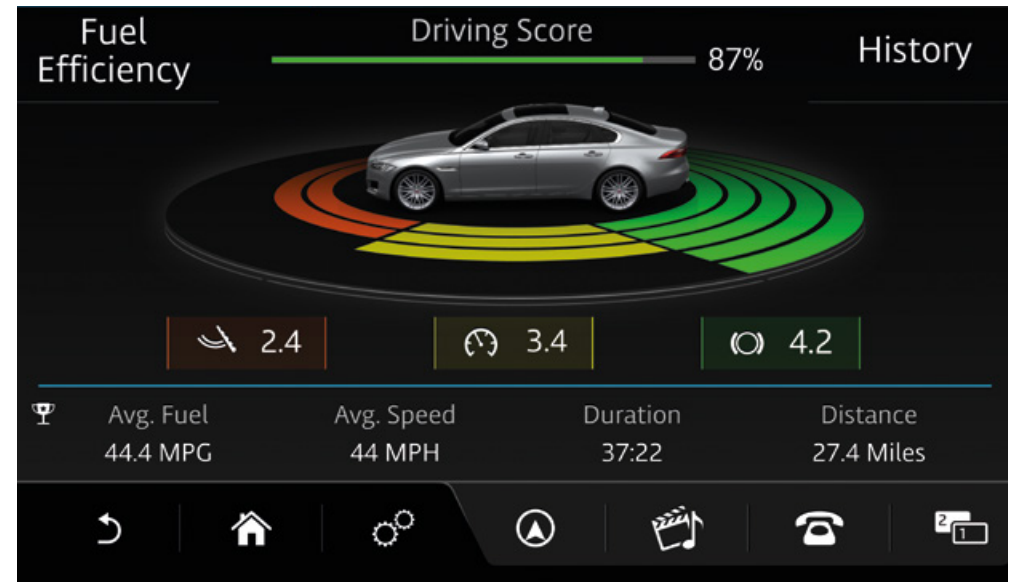 Fuel
Efficiency
Driving Score
87%
History
2.4
3.4
4.2
Avg. Fuel
Avg. Speed
Duration
Distance
44.4 MPG
44 MPH
37:22
27.4 Miles
2
1